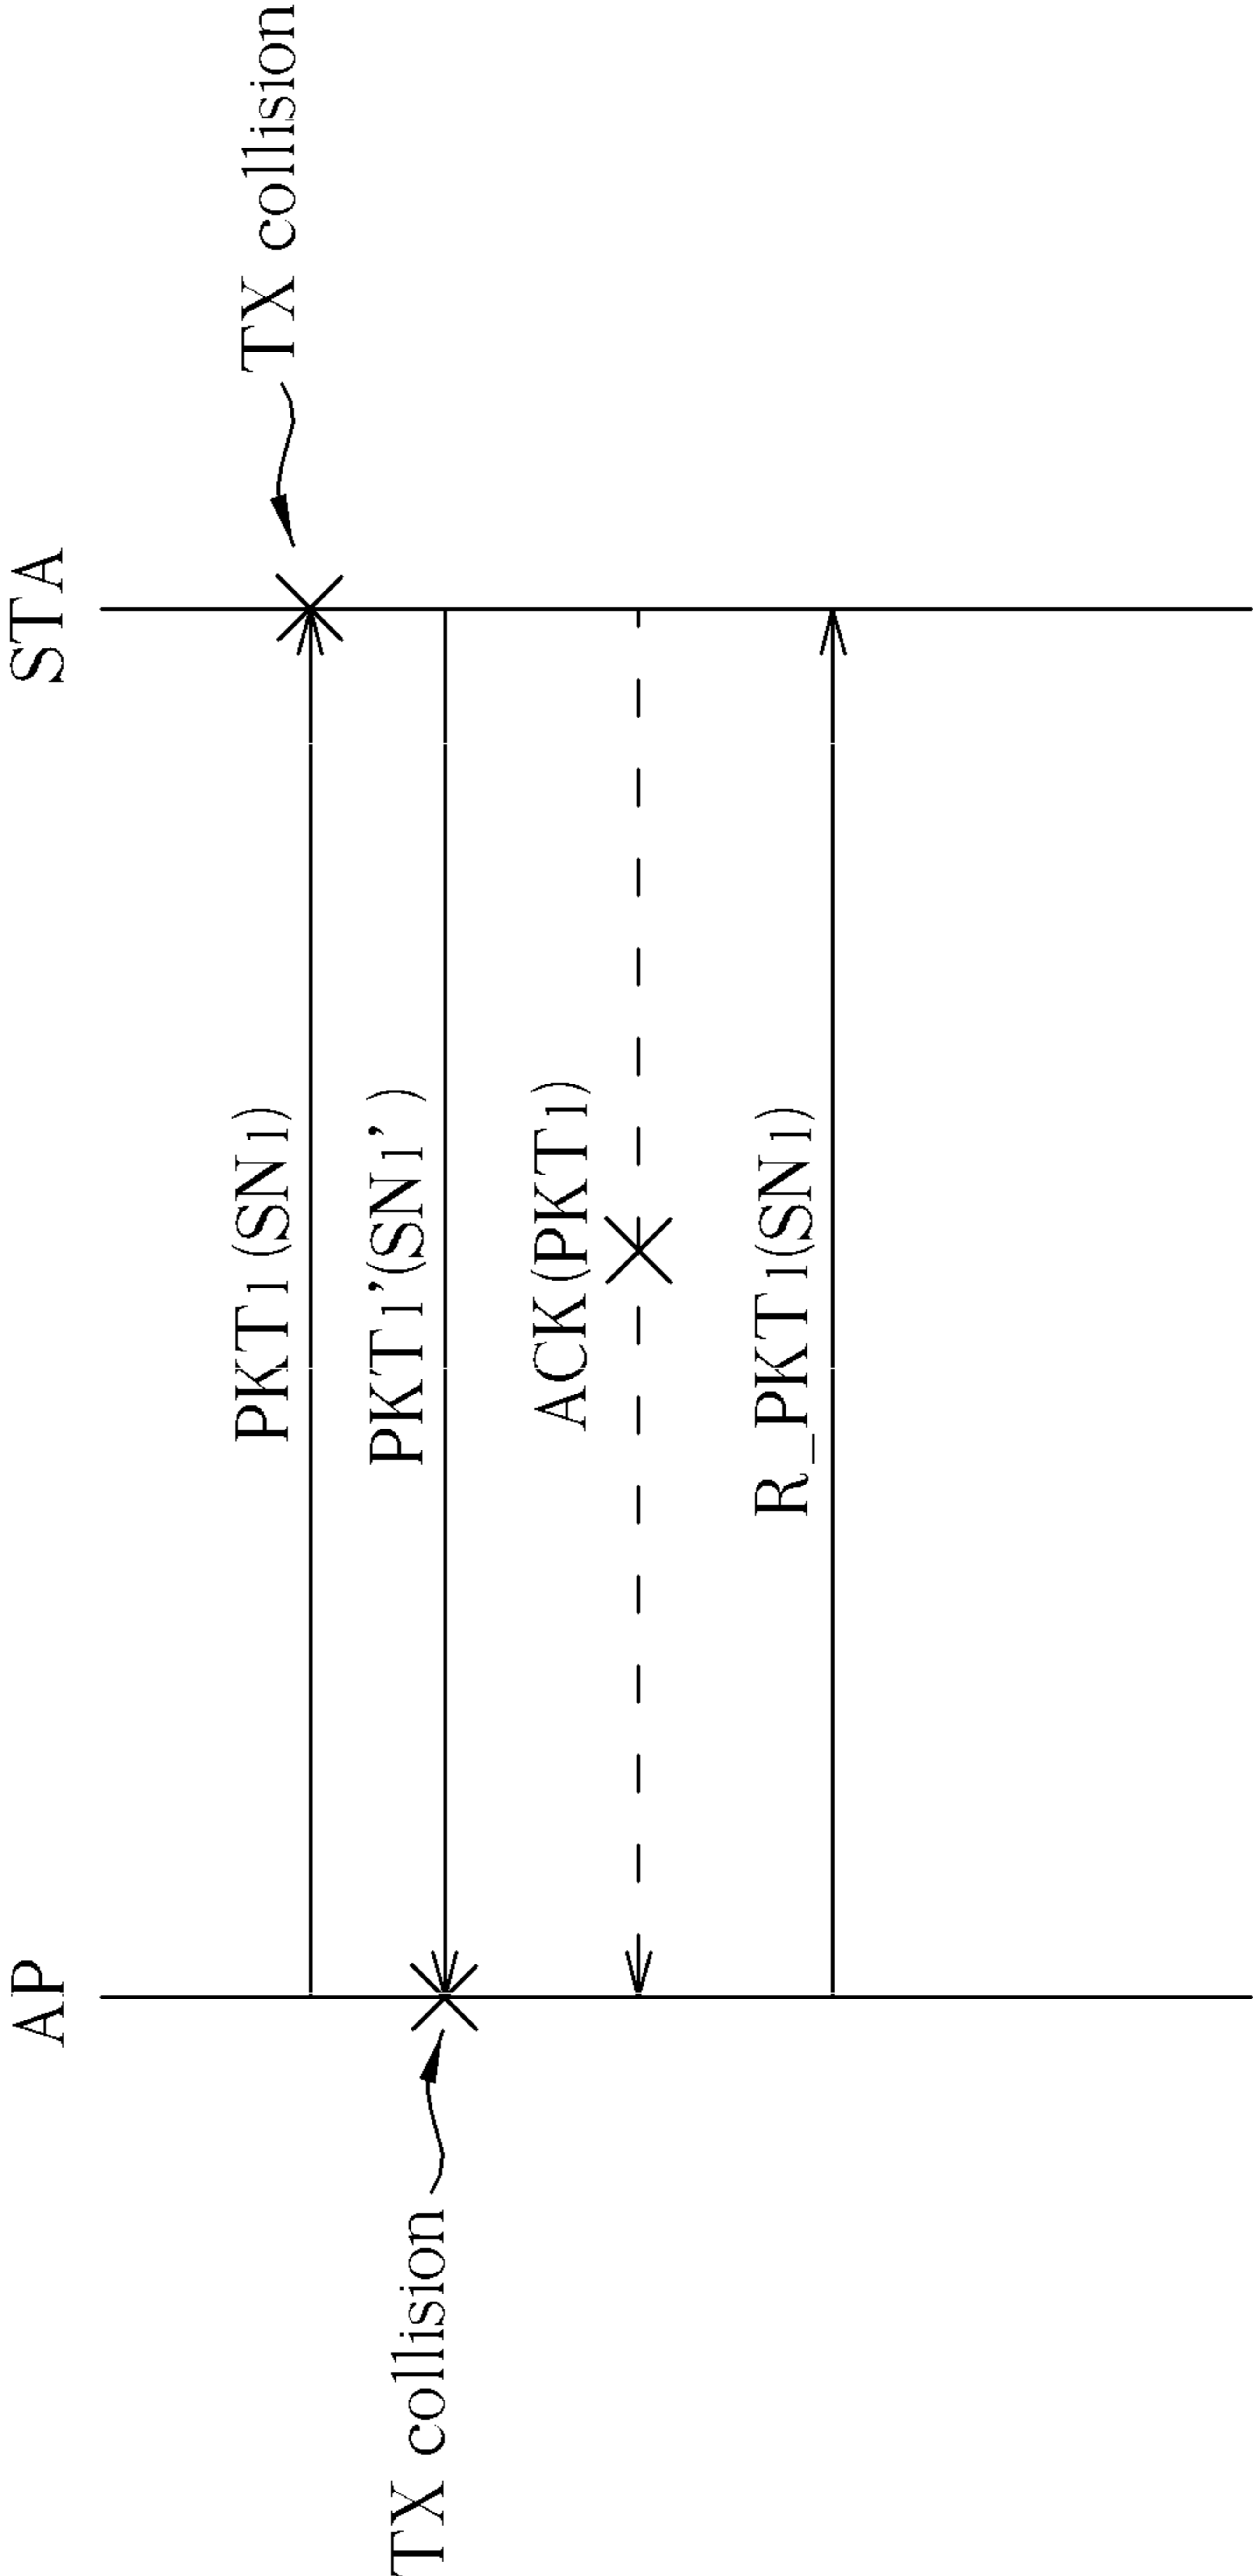 AP
STA
PKT1(SN1)
TX collision
PKT1'(SN1')
TX collision
ACK(PKT1)
R_PKT1(SN1)